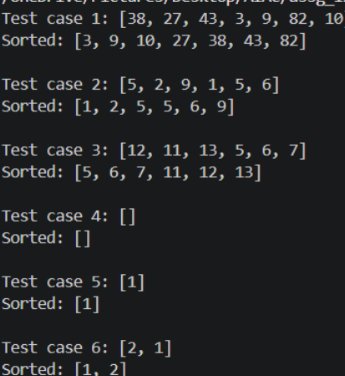 Test case 1: [38, 27, 43, 3, 9, 82, 10
Sorted: [3, 9, 10, 27, 38, 43, 82]
Test case 2: [5, 2, 9, 1, 5, 6]
Sorted: [1, 2, 5, 5, 6, 9]
Test case 3: [12, 11, 13, 5, 6, 7]
Sorted: [5, 6, 7, 11, 12, 13]
Test case 4: []
Sorted: []
Test case 5: [1]
Sorted: [1]
Test case 6: [2, 1]
Sorted: [1, 2]